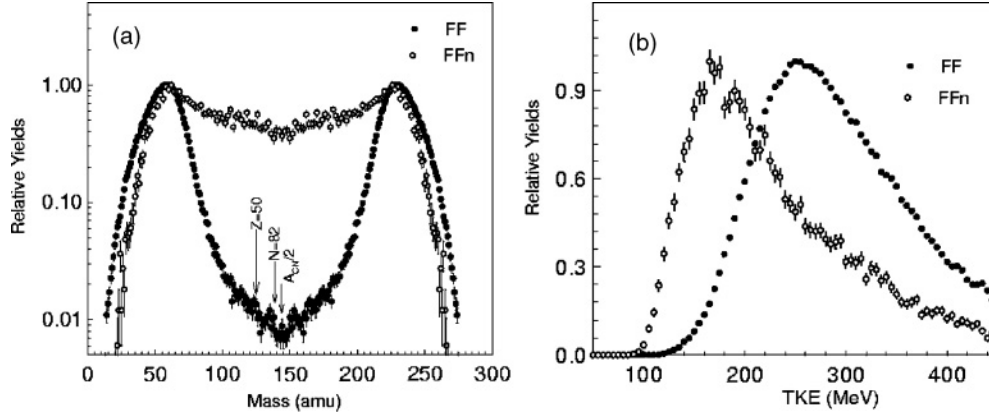 (a)
FF
FFn
1.00
0.10
0.01
Relative Yields
Z=50
N=82
A_CN/2
0
50
100
150
200
250
300
Mass (amu)
(b)
FF
FFn
0.9
0.6
0.3
0.0
Relative Yields
100
200
300
400
TKE (MeV)